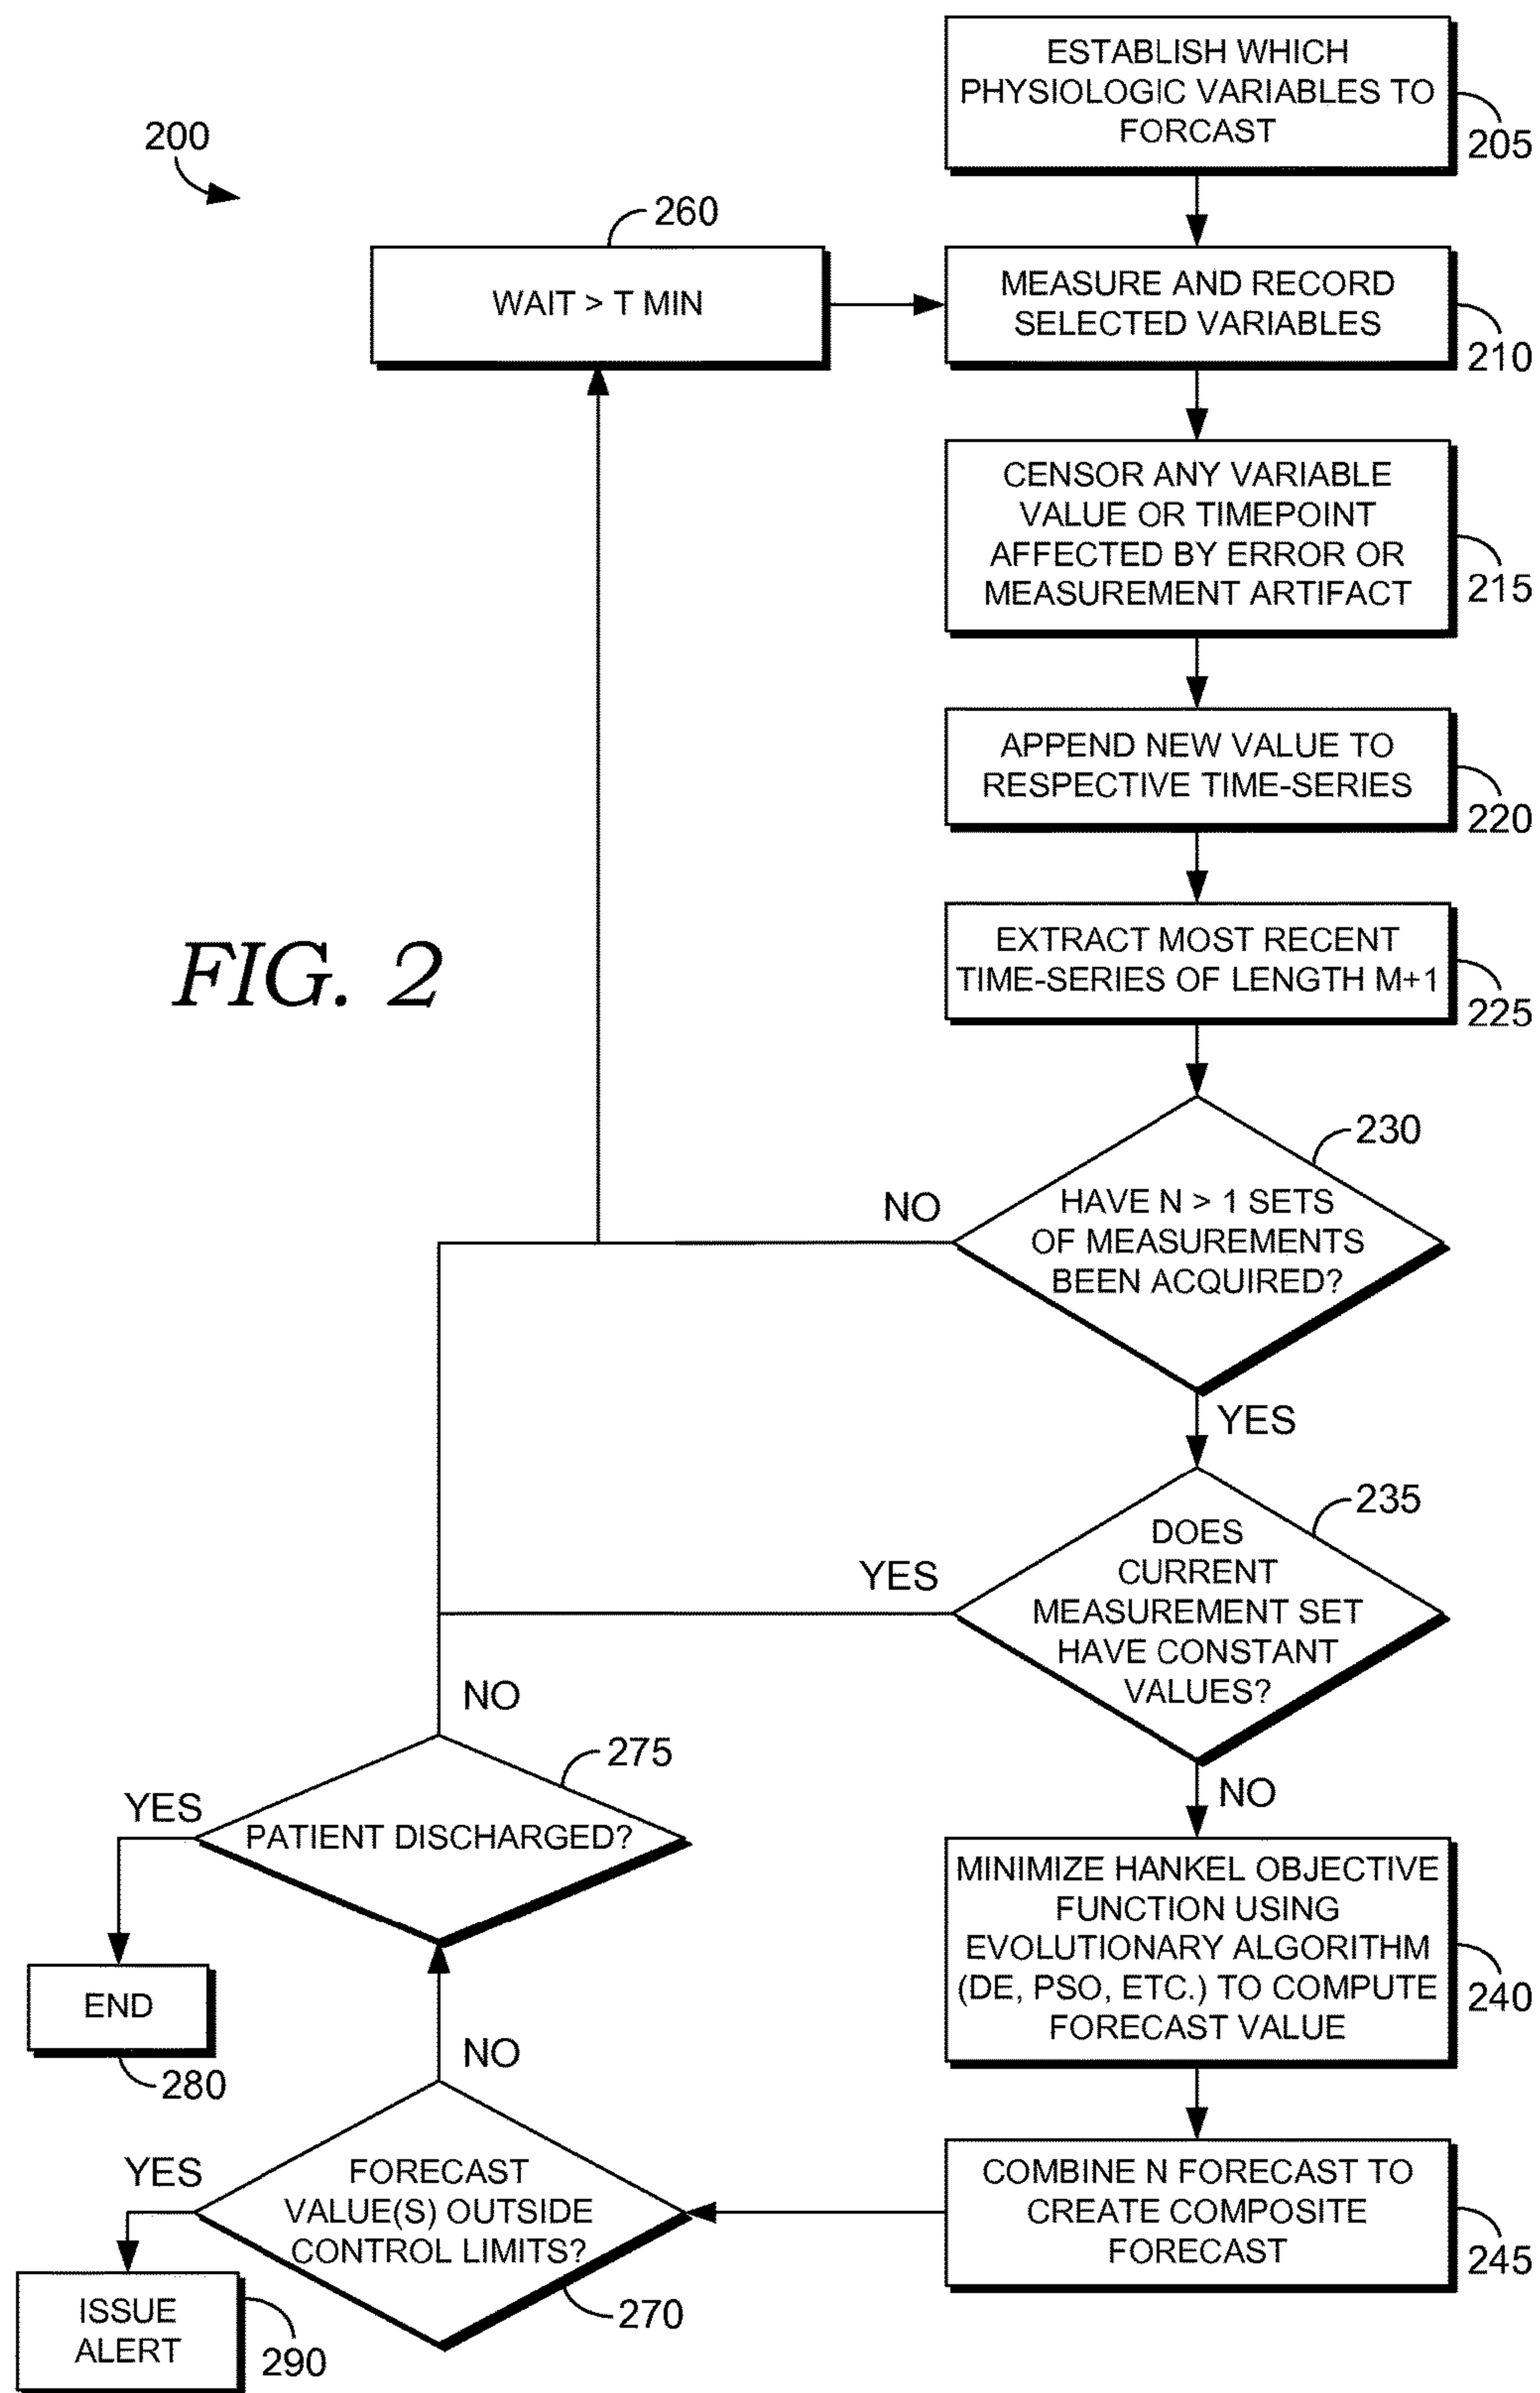 ESTABLISH WHICH
PHYSIOLOGIC VARIABLES TO
FORCAST
205
200
260
WAIT > T MIN
MEASURE AND RECORD
SELECTED VARIABLES
210
CENSOR ANY VARIABLE
VALUE OR TIMEPOINT
AFFECTED BY ERROR OR
MEASUREMENT ARTIFACT
215
APPEND NEW VALUE TO
RESPECTIVE TIME-SERIES
220
FIG. 2
EXTRACT MOST RECENT
TIME-SERIES OF LENGTH M+1
225
230
NO
HAVE N > 1 SETS
OF MEASUREMENTS
BEEN ACQUIRED?
YES
235
YES
DOES
CURRENT
MEASUREMENT SET
HAVE CONSTANT
VALUES?
NO
NO
275
YES
PATIENT DISCHARGED?
END
280
MINIMIZE HANKEL OBJECTIVE
FUNCTION USING
EVOLUTIONARY ALGORITHM
(DE, PSO, ETC.) TO COMPUTE
FORECAST VALUE
240
NO
COMBINE N FORECAST TO
CREATE COMPOSITE
FORECAST
245
YES
FORECAST
VALUE(S) OUTSIDE
CONTROL LIMITS?
270
ISSUE
ALERT
290